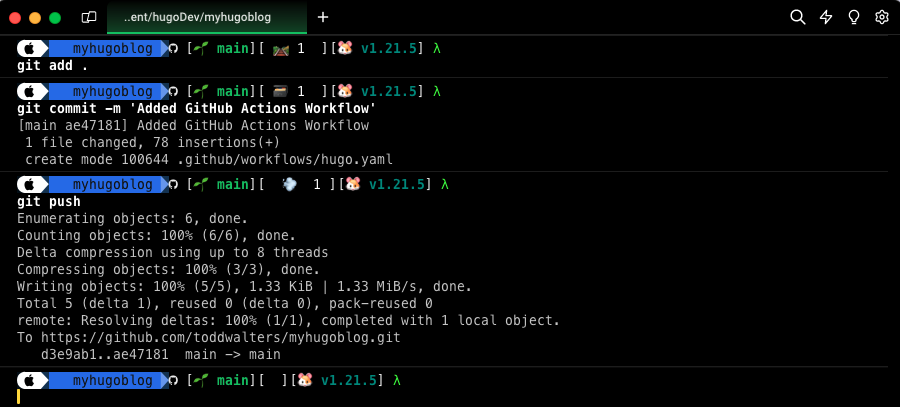 ..ent/hugoDev/myhugoblog
myhugoblog [ main][ 1 ][ v1.21.5] λ
git add .
myhugoblog [ main][ 1 ][ v1.21.5] λ
git commit -m 'Added GitHub Actions Workflow'
[main ae47181] Added GitHub Actions Workflow
1 file changed, 78 insertions(+)
create mode 100644 .github/workflows/hugo.yaml
myhugoblog [ main][ 1 ][ v1.21.5] λ
git push
Enumerating objects: 6, done.
Counting objects: 100% (6/6), done.
Delta compression using up to 8 threads
Compressing objects: 100% (3/3), done.
Writing objects: 100% (5/5), 1.33 KiB | 1.33 MiB/s, done.
Total 5 (delta 1), reused 0 (delta 0), pack-reused 0
remote: Resolving deltas: 100% (1/1), completed with 1 local object.
To https://github.com/toddwalters/myhugoblog.git
d3e9ab1..ae47181 main -> main
myhugoblog [ main][ ][ v1.21.5] λ